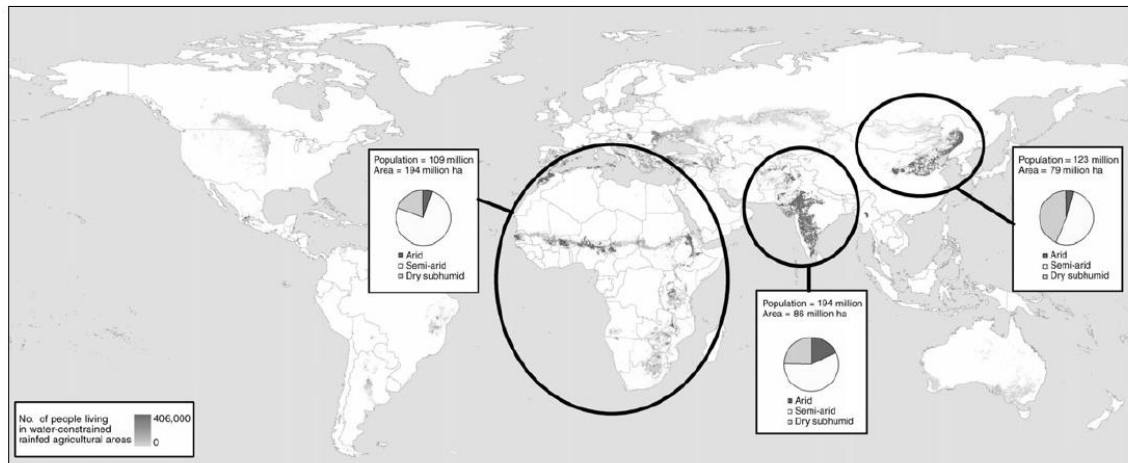 Population = 109 million
Area = 194 million ha
Arid
Semi-arid
Dry subhumid
Population = 123 million
Area = 79 million ha
Arid
Semi-arid
Dry subhumid
Population = 194 million
Area = 86 million ha
Arid
Semi-arid
Dry subhumid
No. of people living
in water-constrained
rainfed agricultural areas
406,000
0